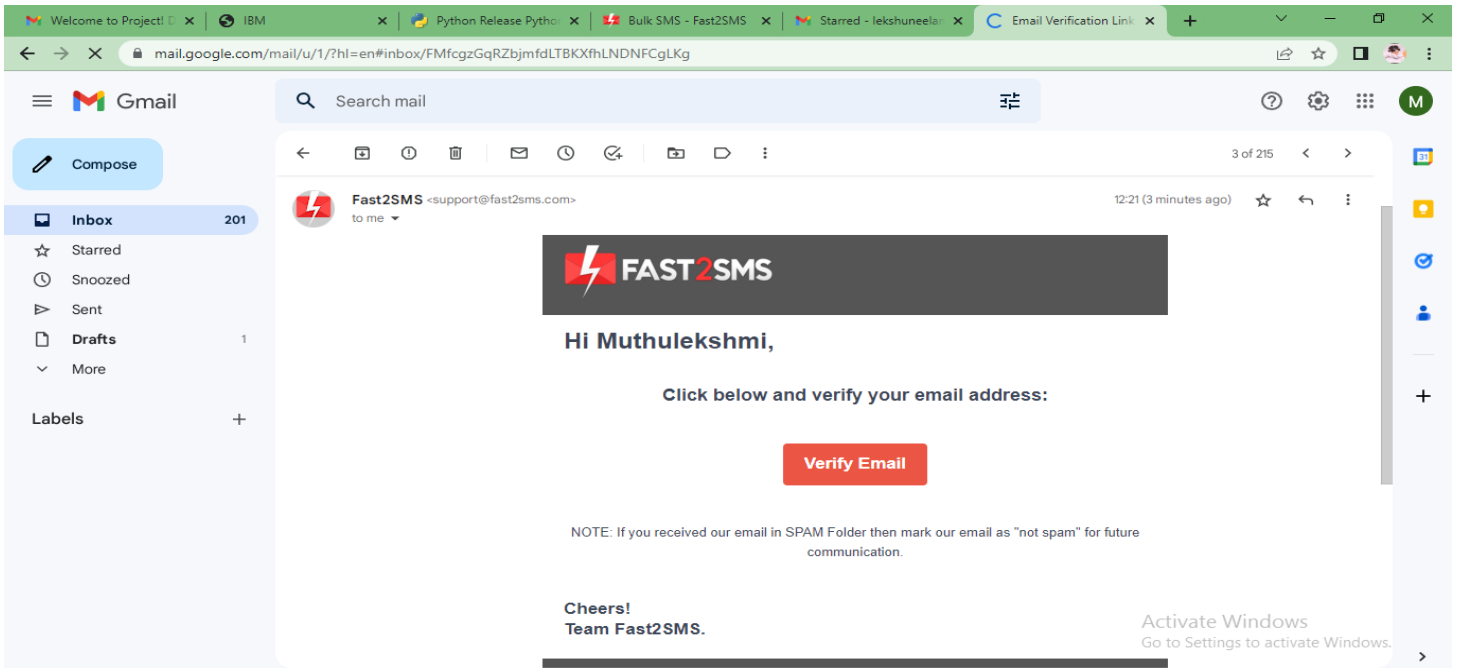 Welcome to Project! D
IBM
Python Release Pytho
Bulk SMS - Fast2SMS
Starred - lekshuneelan
Email Verification Link
mail.google.com/mail/u/1/?hl=en#inbox/FMfcgzGqRZbjmfdLTBKXfhLNDNFCgLKg
Gmail
Search mail
M
Compose
3 of 215
31
Inbox 201
Starred
Snoozed
Sent
Drafts 1
More
Labels
Fast2SMS <support@fast2sms.com>
12:21 (3 minutes ago)
to me
FAST2SMS
Hi Muthulekshmi,
Click below and verify your email address:
Verify Email
NOTE: If you received our email in SPAM Folder then mark our email as "not spam" for future
communication.
Cheers!
Team Fast2SMS.
Activate Windows
Go to Settings to activate Windows.